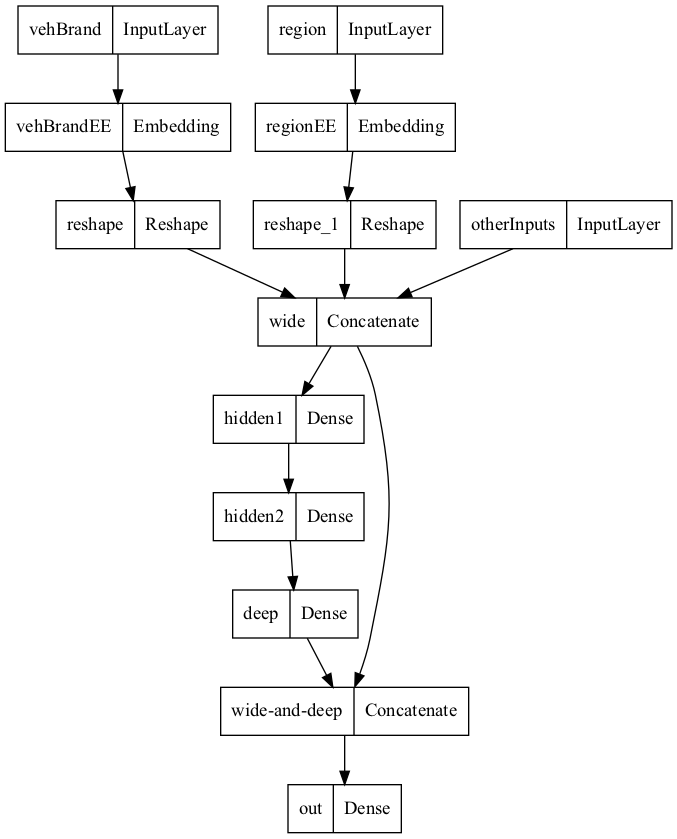 vehBrand InputLayer region InputLayer
vehBrandEE Embedding regionEE Embedding
reshape Reshape reshape_1 Reshape otherInputs InputLayer
wide Concatenate
hidden1 Dense
hidden2 Dense
deep Dense
wide-and-deep Concatenate
out Dense